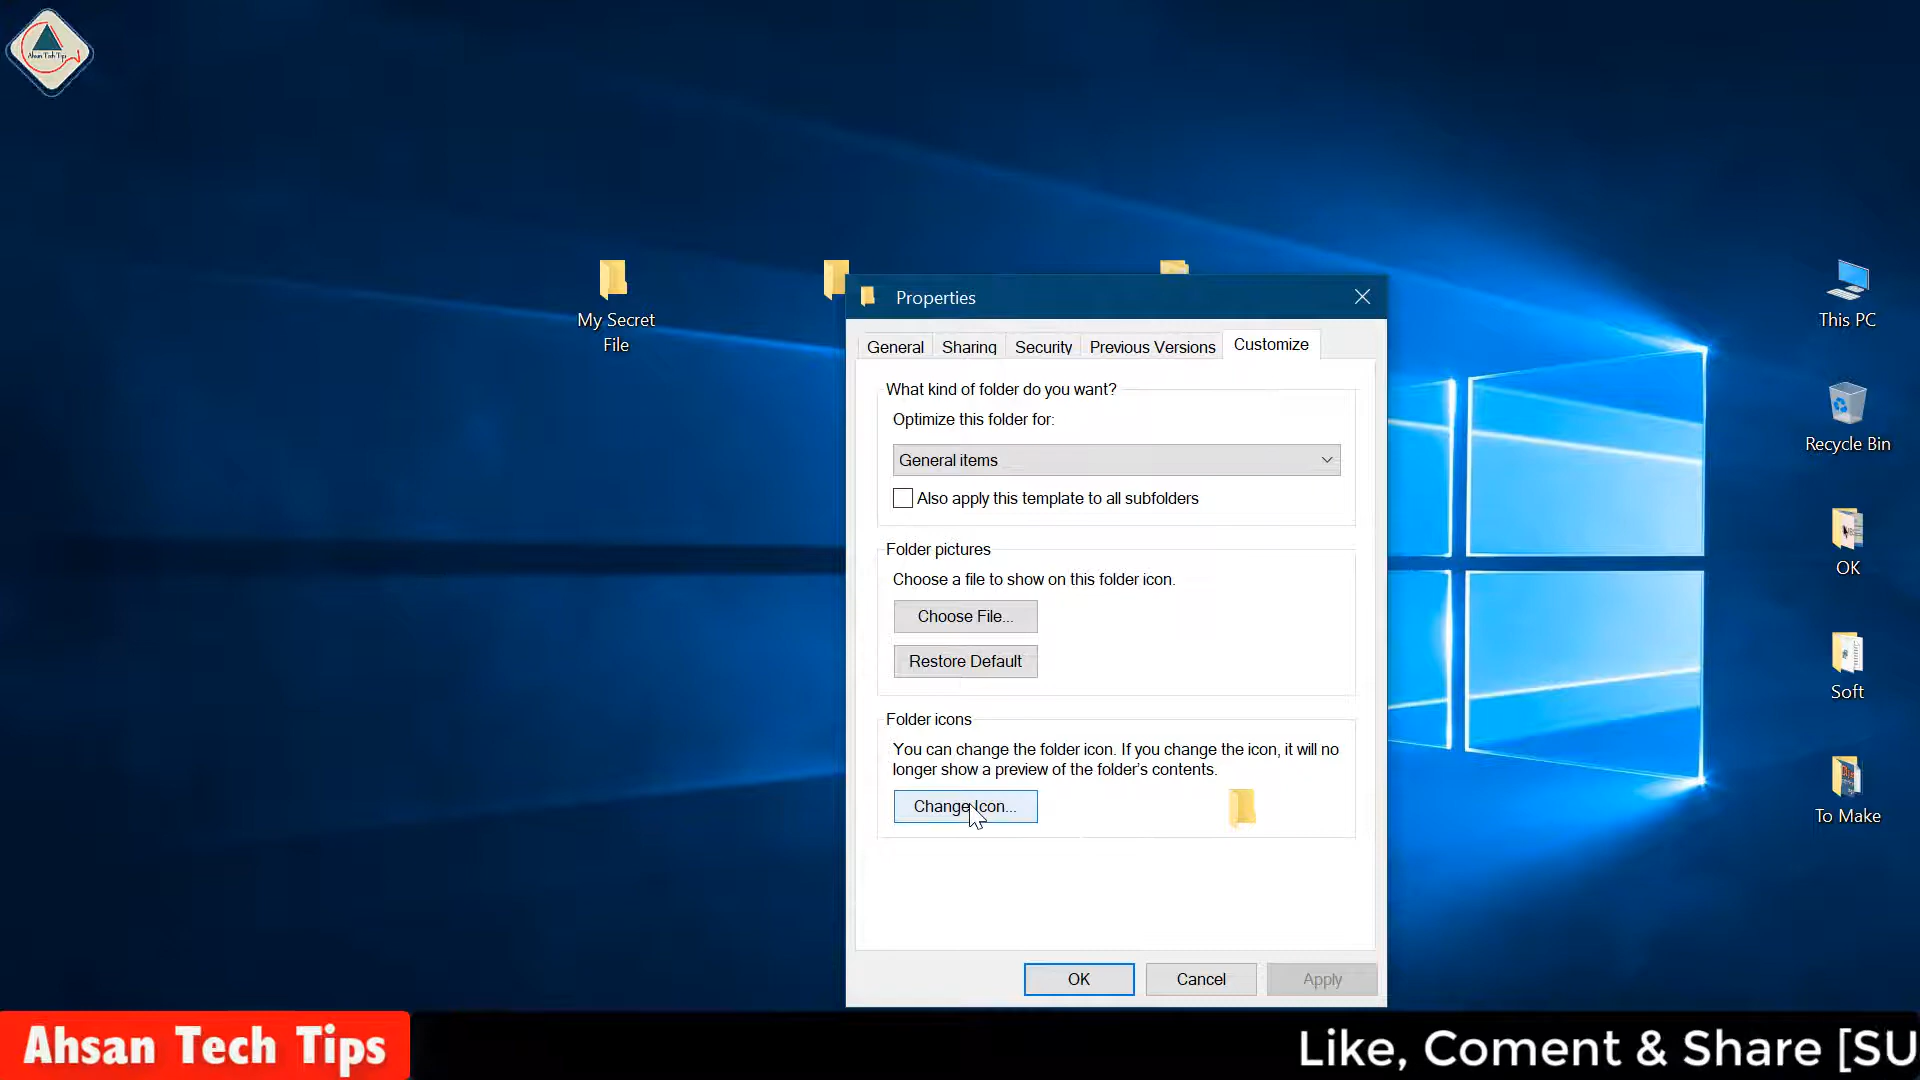 Ahsan Tech Tips
My Secret
File
Properties
General
Sharing
Security
Previous Versions
Customize
What kind of folder do you want?
Optimize this folder for:
General items
Also apply this template to all subfolders
Folder pictures
Choose a file to show on this folder icon.
Choose File...
Restore Default
Folder icons
You can change the folder icon. If you change the icon, it will no
longer show a preview of the folder's contents.
Change Icon...
OK
Cancel
Apply
This PC
Recycle Bin
OK
Soft
To Make
Ahsan Tech Tips
Like, Coment & Share [SU